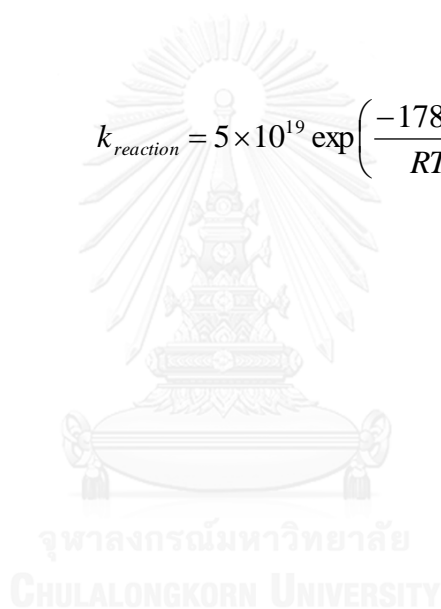 k_reaction = 5×10^19 exp(−178/RT
จุฬาลงกรณ์มหาวิทยาลัย
CHULALONGKORN UNIVERSITY